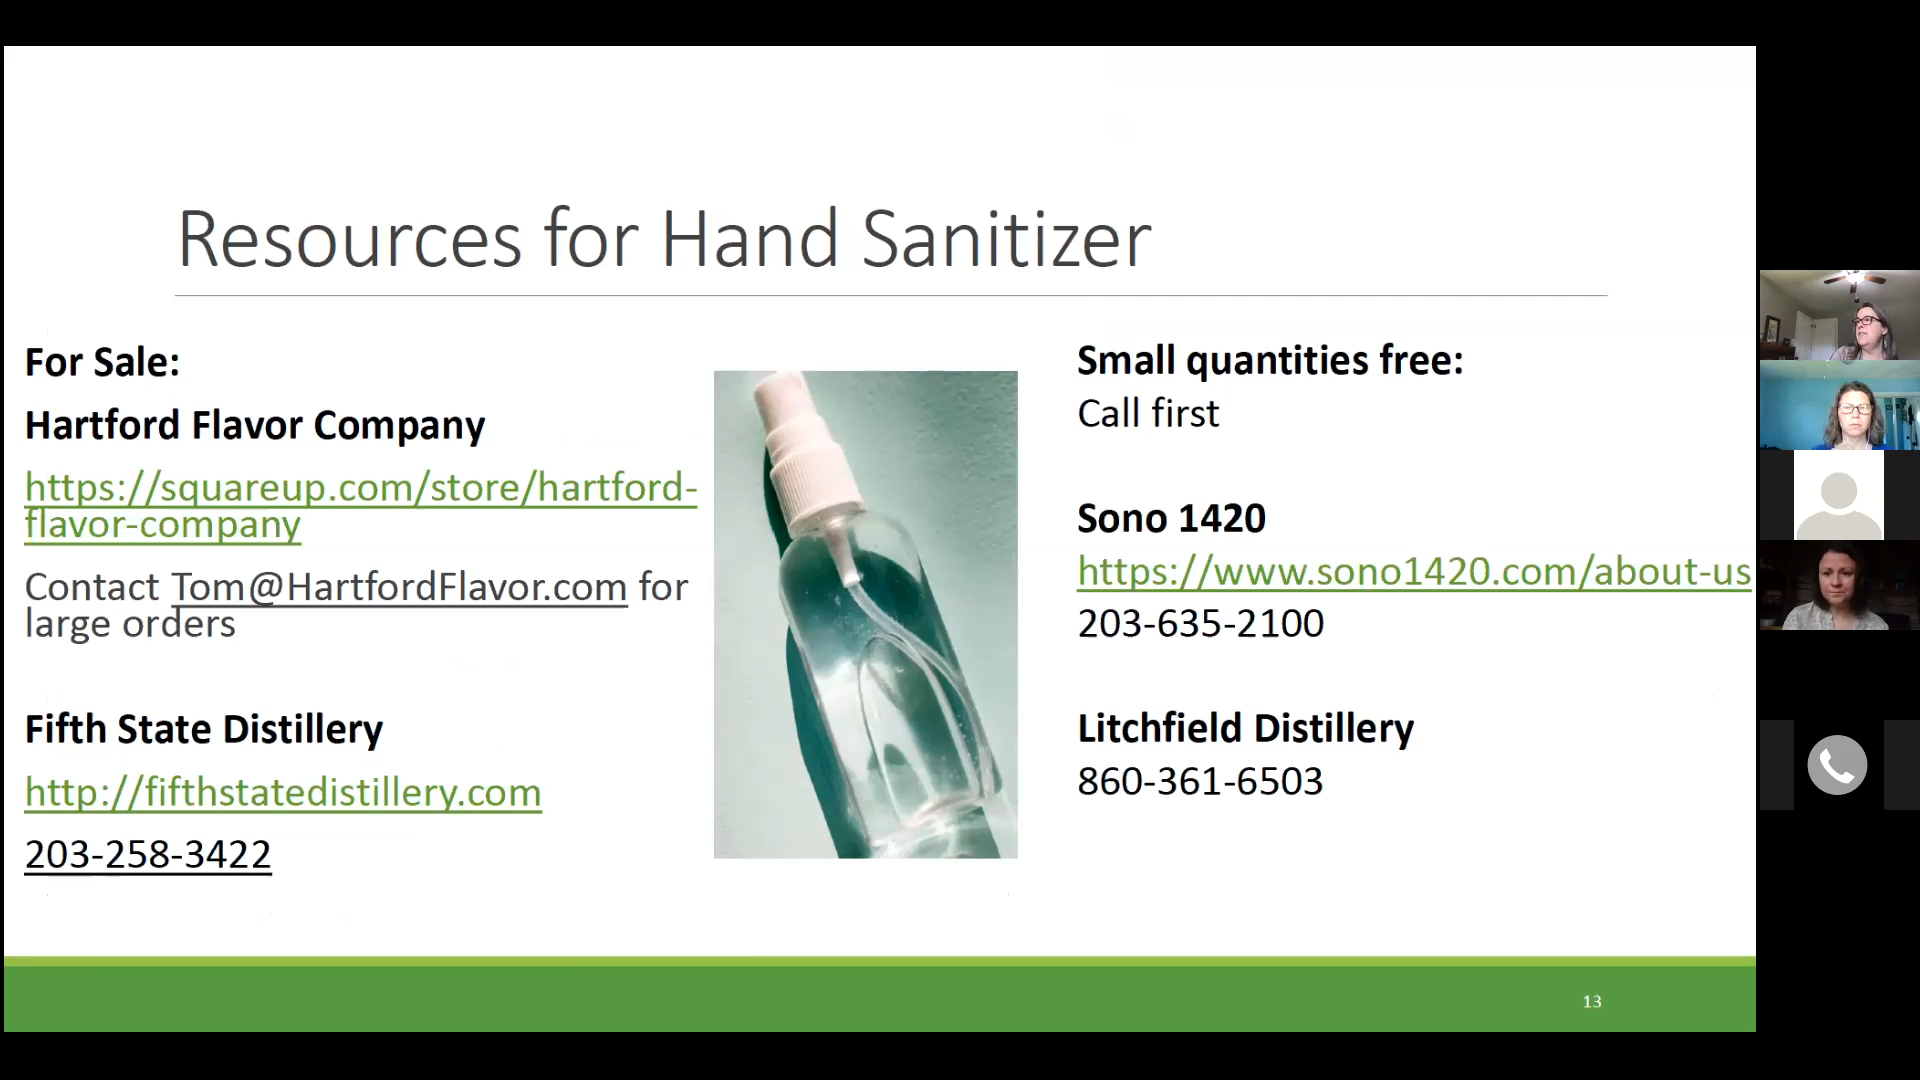 Resources for Hand Sanitizer
For Sale:
Hartford Flavor Company
https://squareup.com/store/hartford-
flavor-company
Contact Tom@HartfordFlavor.com for
large orders
Fifth State Distillery
http://fifthstatedistillery.com
203-258-3422
Small quantities free:
Call first
Sono 1420
https://www.sono1420.com/about-us
203-635-2100
Litchfield Distillery
860-361-6503
13